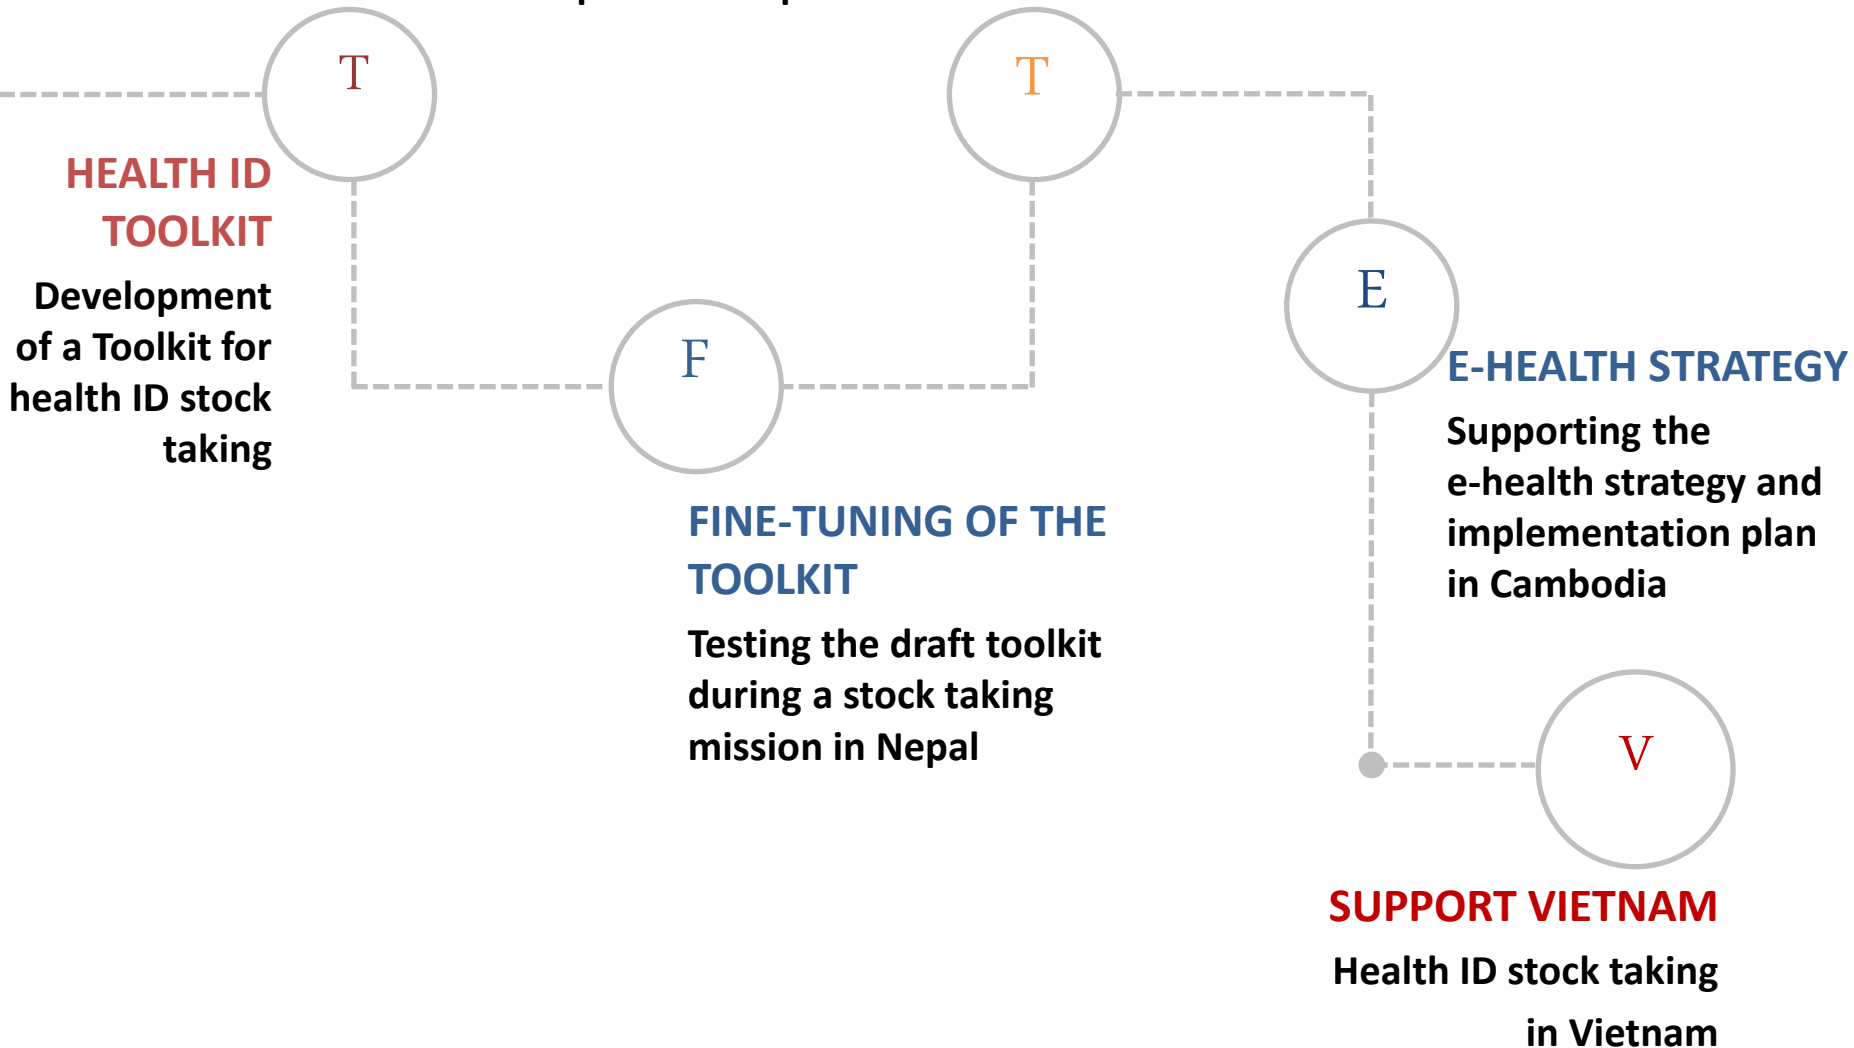 T
HEALTH ID
TOOLKIT
Development
of a Toolkit for
health ID stock
taking
F
FINE-TUNING OF THE
TOOLKIT
Testing the draft toolkit
during a stock taking
mission in Nepal
T
E
E-HEALTH STRATEGY
Supporting the
e-health strategy and
implementation plan
in Cambodia
V
SUPPORT VIETNAM
Health ID stock taking
in Vietnam